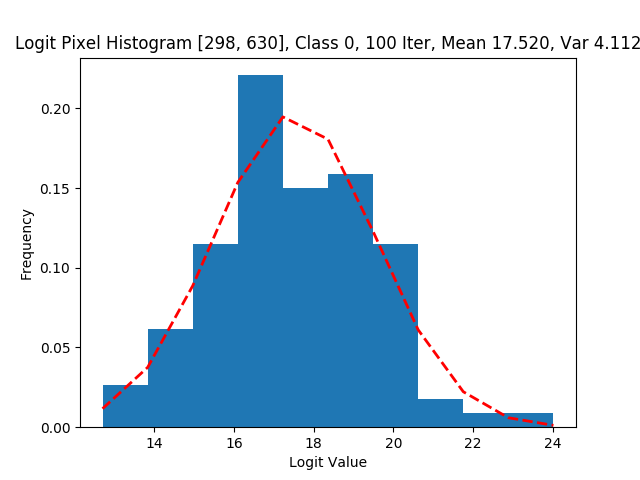 Logit Pixel Histogram [298, 630], Class 0, 100 Iter, Mean 17.520, Var 4.112
0.20
0.15
0.10
0.05
0.00
Frequency
14 16 18 20 22 24
Logit Value